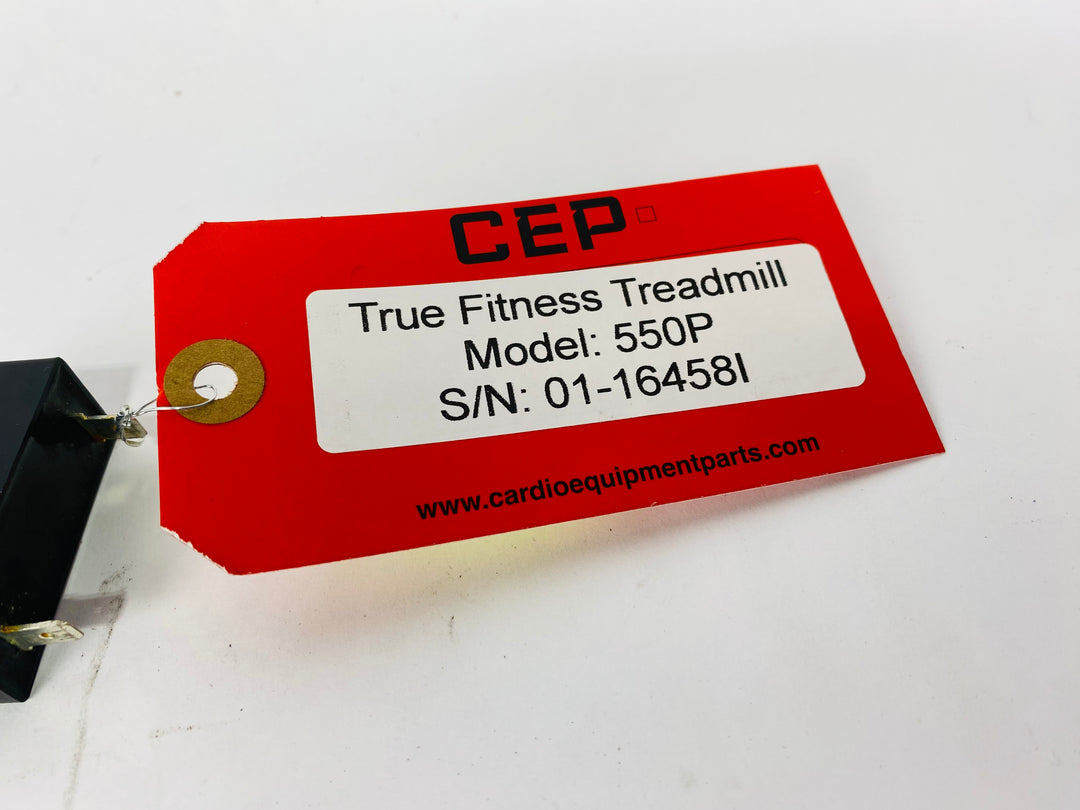 CEP
True Fitness Treadmill
Model: 550P
S/N: 01-16458I
www.cardioequipmentparts.com